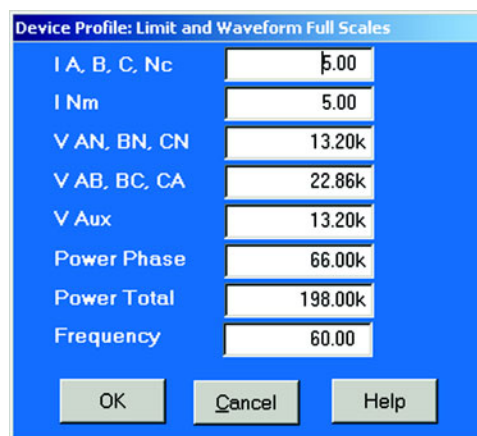 Device Profile: Limit and Waveform Full Scales
I A, B, C, Nc 5.00
I Nm 5.00
V AN, BN, CN 13.20k
V AB, BC, CA 22.86k
V Aux 13.20k
Power Phase 66.00k
Power Total 198.00k
Frequency 60.00
OK Cancel Help